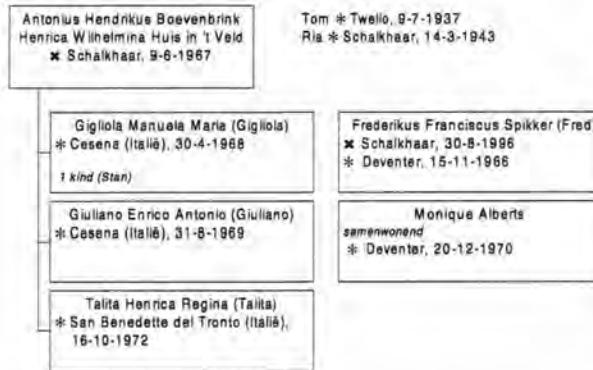 Antonius Hendrikus Boevenbrink
Henrica Wilhelmina Huis in 't Veld
✖ Schalkhaar, 9-6-1967
Tom * Twello, 9-7-1937
Ria * Schalkhaar, 14-3-1943
Gigliola Manuela Maria (Gigliola)
* Cesena (Italië), 30-4-1968
1 kind (Stan)
Frederikus Franciscus Spikker (Fred)
✖ Schalkhaar, 30-8-1996
* Deventer, 15-11-1966
Giuliano Enrico Antonio (Giuliano)
* Cesena (Italië), 31-8-1969
Monique Alberts
samenwonend
* Deventer, 20-12-1970
Talita Henrica Regina (Talita)
* San Benedette del Tronto (Italië),
16-10-1972